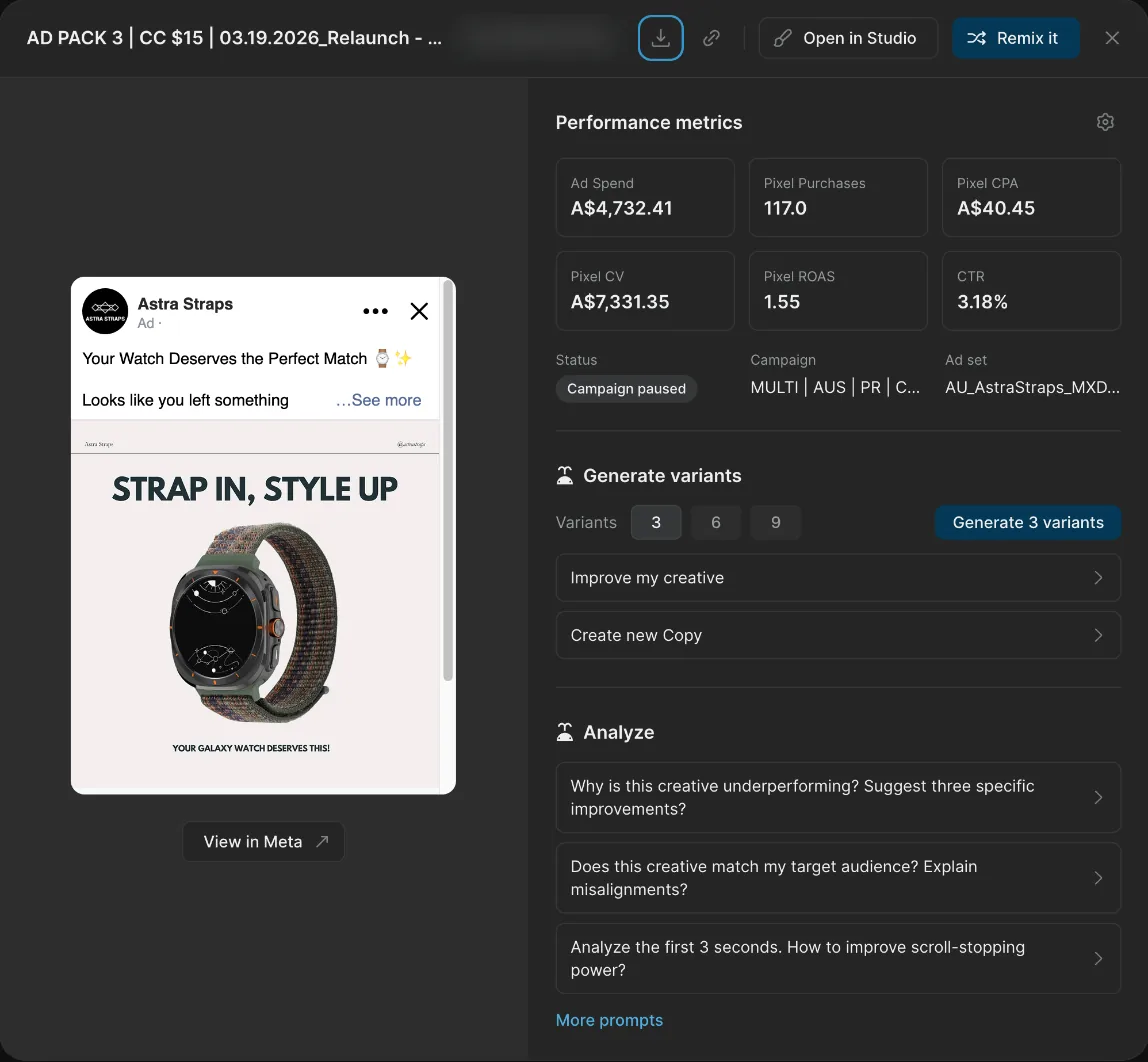 AD PACK 3 | CC $15 | 03.19.2026_Relaunch - ...
Open in Studio
Remix it
Astra Straps
Ad ·
ASTRA STRAPS
Your Watch Deserves the Perfect Match ⌚✨
Looks like you left something
...See more
Astra Straps
STRAP IN, STYLE UP
YOUR GALAXY WATCH DESERVES THIS!
View in Meta
Performance metrics
Ad Spend
A$4,732.41
Pixel Purchases
117.0
Pixel CPA
A$40.45
Pixel CV
A$7,331.35
Pixel ROAS
1.55
CTR
3.18%
Status
Campaign paused
Campaign
MULTI | AUS | PR | C...
Ad set
AU_AstraStraps_MXD...
Generate variants
Variants
3
6
9
Generate 3 variants
Improve my creative
Create new Copy
Analyze
Why is this creative underperforming? Suggest three specific
improvements?
Does this creative match my target audience? Explain
misalignments?
Analyze the first 3 seconds. How to improve scroll-stopping
power?
More prompts